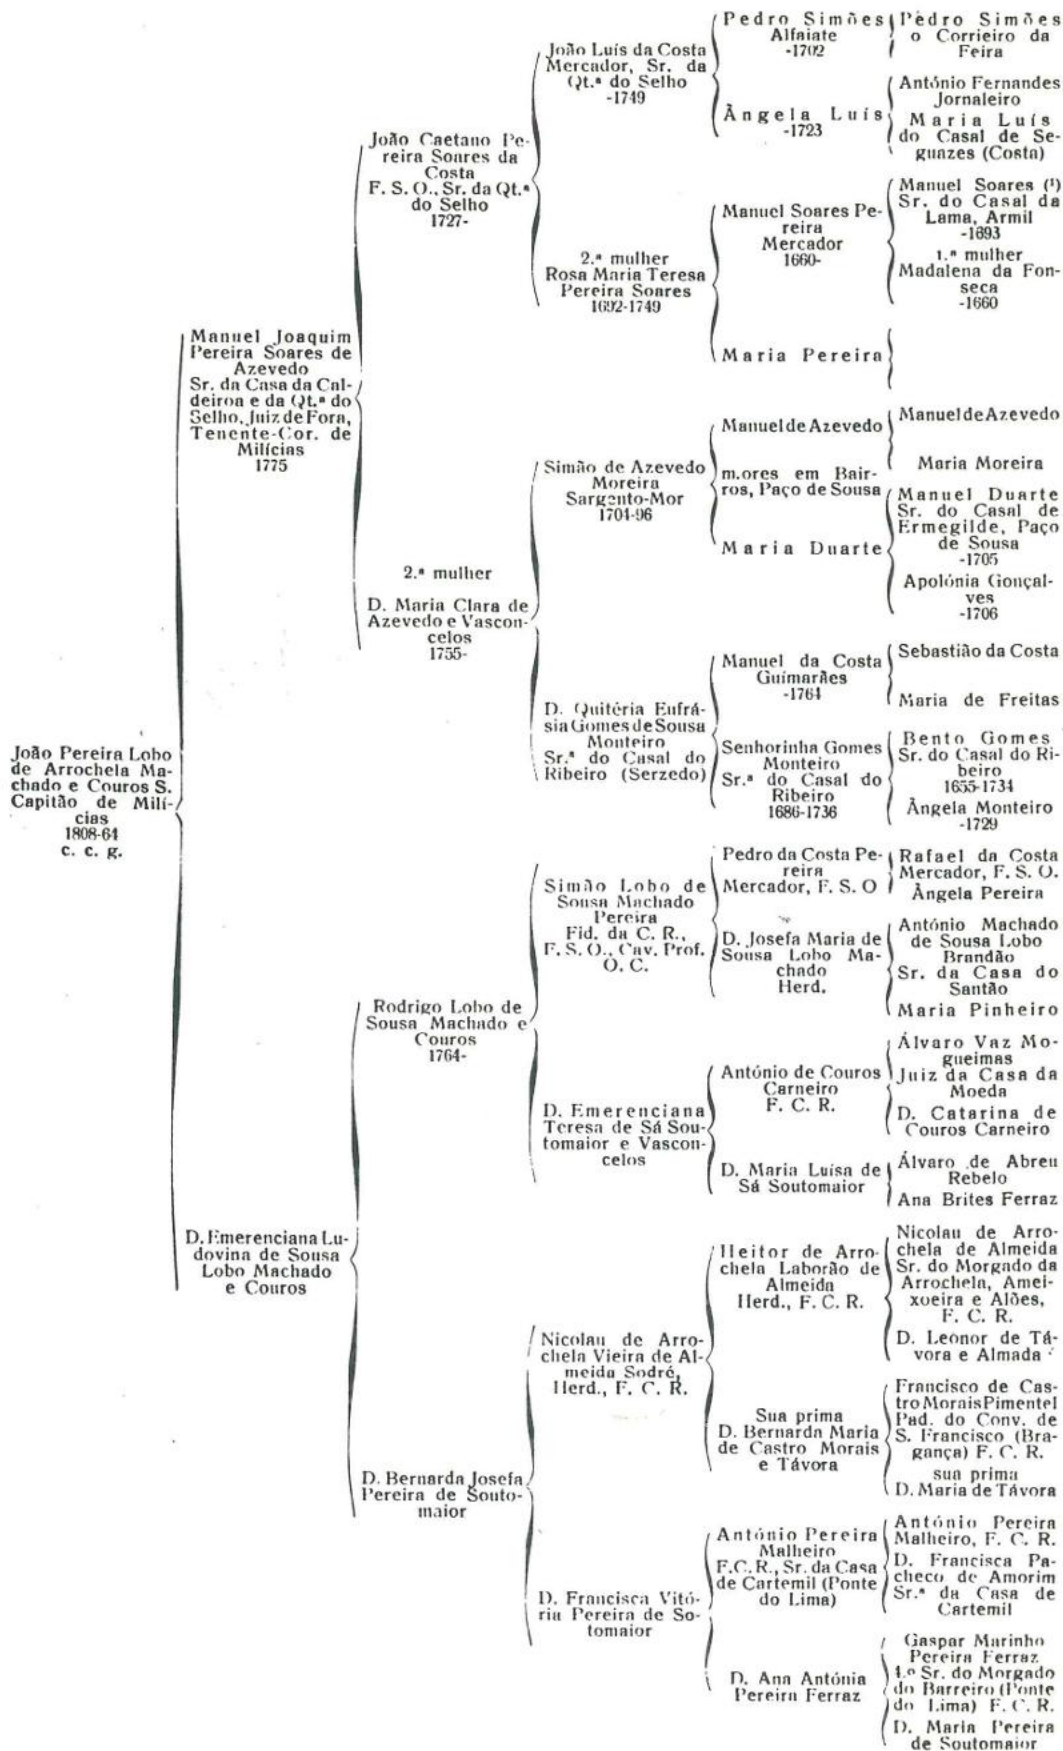 João Pereira Lobo
de Arrochela Ma-
chado e Couros S.
Capitão de Milí-
cias
1808-64
c. c. g.
Manuel Joaquim
Pereira Soares de
Azevedo
Sr. da Casa da Cal-
deiroa e da Qt.ª do
Selho, Juiz de Fora,
Tenente-Cor. de
Milícias
1775
D. Emerenciana Lu-
dovina de Sousa
Lobo Machado
e Couros
João Caetano Pe-
reira Soares da
Costa
F. S. O., Sr. da Qt.ª
do Selho
1727-
2.ª mulher
D. Maria Clara de
Azevedo e Vascon-
celos
1755-
Rodrigo Lobo de
Sousa Machado e
Couros
1764-
D. Bernarda Josefa
Pereira de Souto-
maior
João Luís da Costa
Mercador, Sr. da
Qt.ª do Selho
-1749
2.ª mulher
Rosa Maria Teresa
Pereira Soares
1692-1749
Simão de Azevedo
Moreira
Sargento-Mor
1704-96
D. Quitéria Eufrá-
sia Gomes de Sousa
Monteiro
Sr.ª do Casal do
Ribeiro (Serzedo)
Simão Lobo de
Sousa Machado
Pereira
Fid. da C. R.,
F. S. O., Cav. Prof.
O. C.
D. Emerenciana
Teresa de Sá Sou-
tomaior e Vascon-
celos
Nicolau de Arro-
chela Vieira de Al-
meida Sodré,
Herd., F. C. R.
D. Francisca Vitó-
ria Pereira de So-
tomaior
Pedro Simões
Alfaiate
-1702
Ângela Luís
-1723
Manuel Soares Pe-
reira
Mercador
1660-
Maria Pereira
Manuel de Azevedo
m.ores em Bair-
ros, Paço de Sousa
Maria Duarte
Manuel da Costa
Guimarães
-1764
Senhorinha Gomes
Monteiro
Sr.ª do Casal do
Ribeiro
1686-1736
Pedro da Costa Pe-
reira
Mercador, F. S. O
D. Josefa Maria de
Sousa Lobo Ma-
chado
Herd.
António de Couros
Carneiro
F. C. R.
D. Maria Luísa de
Sá Soutomaior
Heitor de Arro-
chela Laborão de
Almeida
Herd., F. C. R.
Sua prima
D. Bernarda Maria
de Castro Morais
e Távora
António Pereira
Malheiro
F.C.R., Sr. da Casa
de Cartemil (Ponte
do Lima)
D. Ana Antónia
Pereira Ferraz
Pedro Simões
o Corrieiro da
Feira
António Fernandes
Jornaleiro
Maria Luís
do Casal de Se-
guazes (Costa)
Manuel Soares (¹)
Sr. do Casal da
Lama, Armil
-1693
1.ª mulher
Madalena da Fon-
seca
-1660
Manuel de Azevedo
Maria Moreira
Manuel Duarte
Sr. do Casal de
Ermegilde, Paço
de Sousa
-1705
Apolónia Gonçal-
ves
-1706
Sebastião da Costa
Maria de Freitas
Bento Gomes
Sr. do Casal do Ri-
beiro
1655-1734
Ângela Monteiro
-1729
Rafael da Costa
Mercador, F. S. O.
Ângela Pereira
António Machado
de Sousa Lobo
Brandão
Sr. da Casa do
Santão
Maria Pinheiro
Álvaro Vaz Mo-
gueimas
Juiz da Casa da
Moeda
D. Catarina de
Couros Carneiro
Álvaro de Abreu
Rebelo
Ana Brites Ferraz
Nicolau de Arro-
chela de Almeida
Sr. do Morgado da
Arrochela, Amei-
xoeira e Alões,
F. C. R.
D. Leonor de Tá-
vora e Almada
Francisco de Cas-
tro Morais Pimentel
Pad. do Conv. de
S. Francisco (Bra-
gança) F. C. R.
sua prima
D. Maria de Távora
António Pereira
Malheiro, F. C. R.
D. Francisca Pa-
checo de Amorim
Sr.ª da Casa de
Cartemil
Gaspar Marinho
Pereira Ferraz
4.º Sr. do Morgado
do Barreiro (Ponte
do Lima) F. C. R.
D. Maria Pereira
de Soutomaior